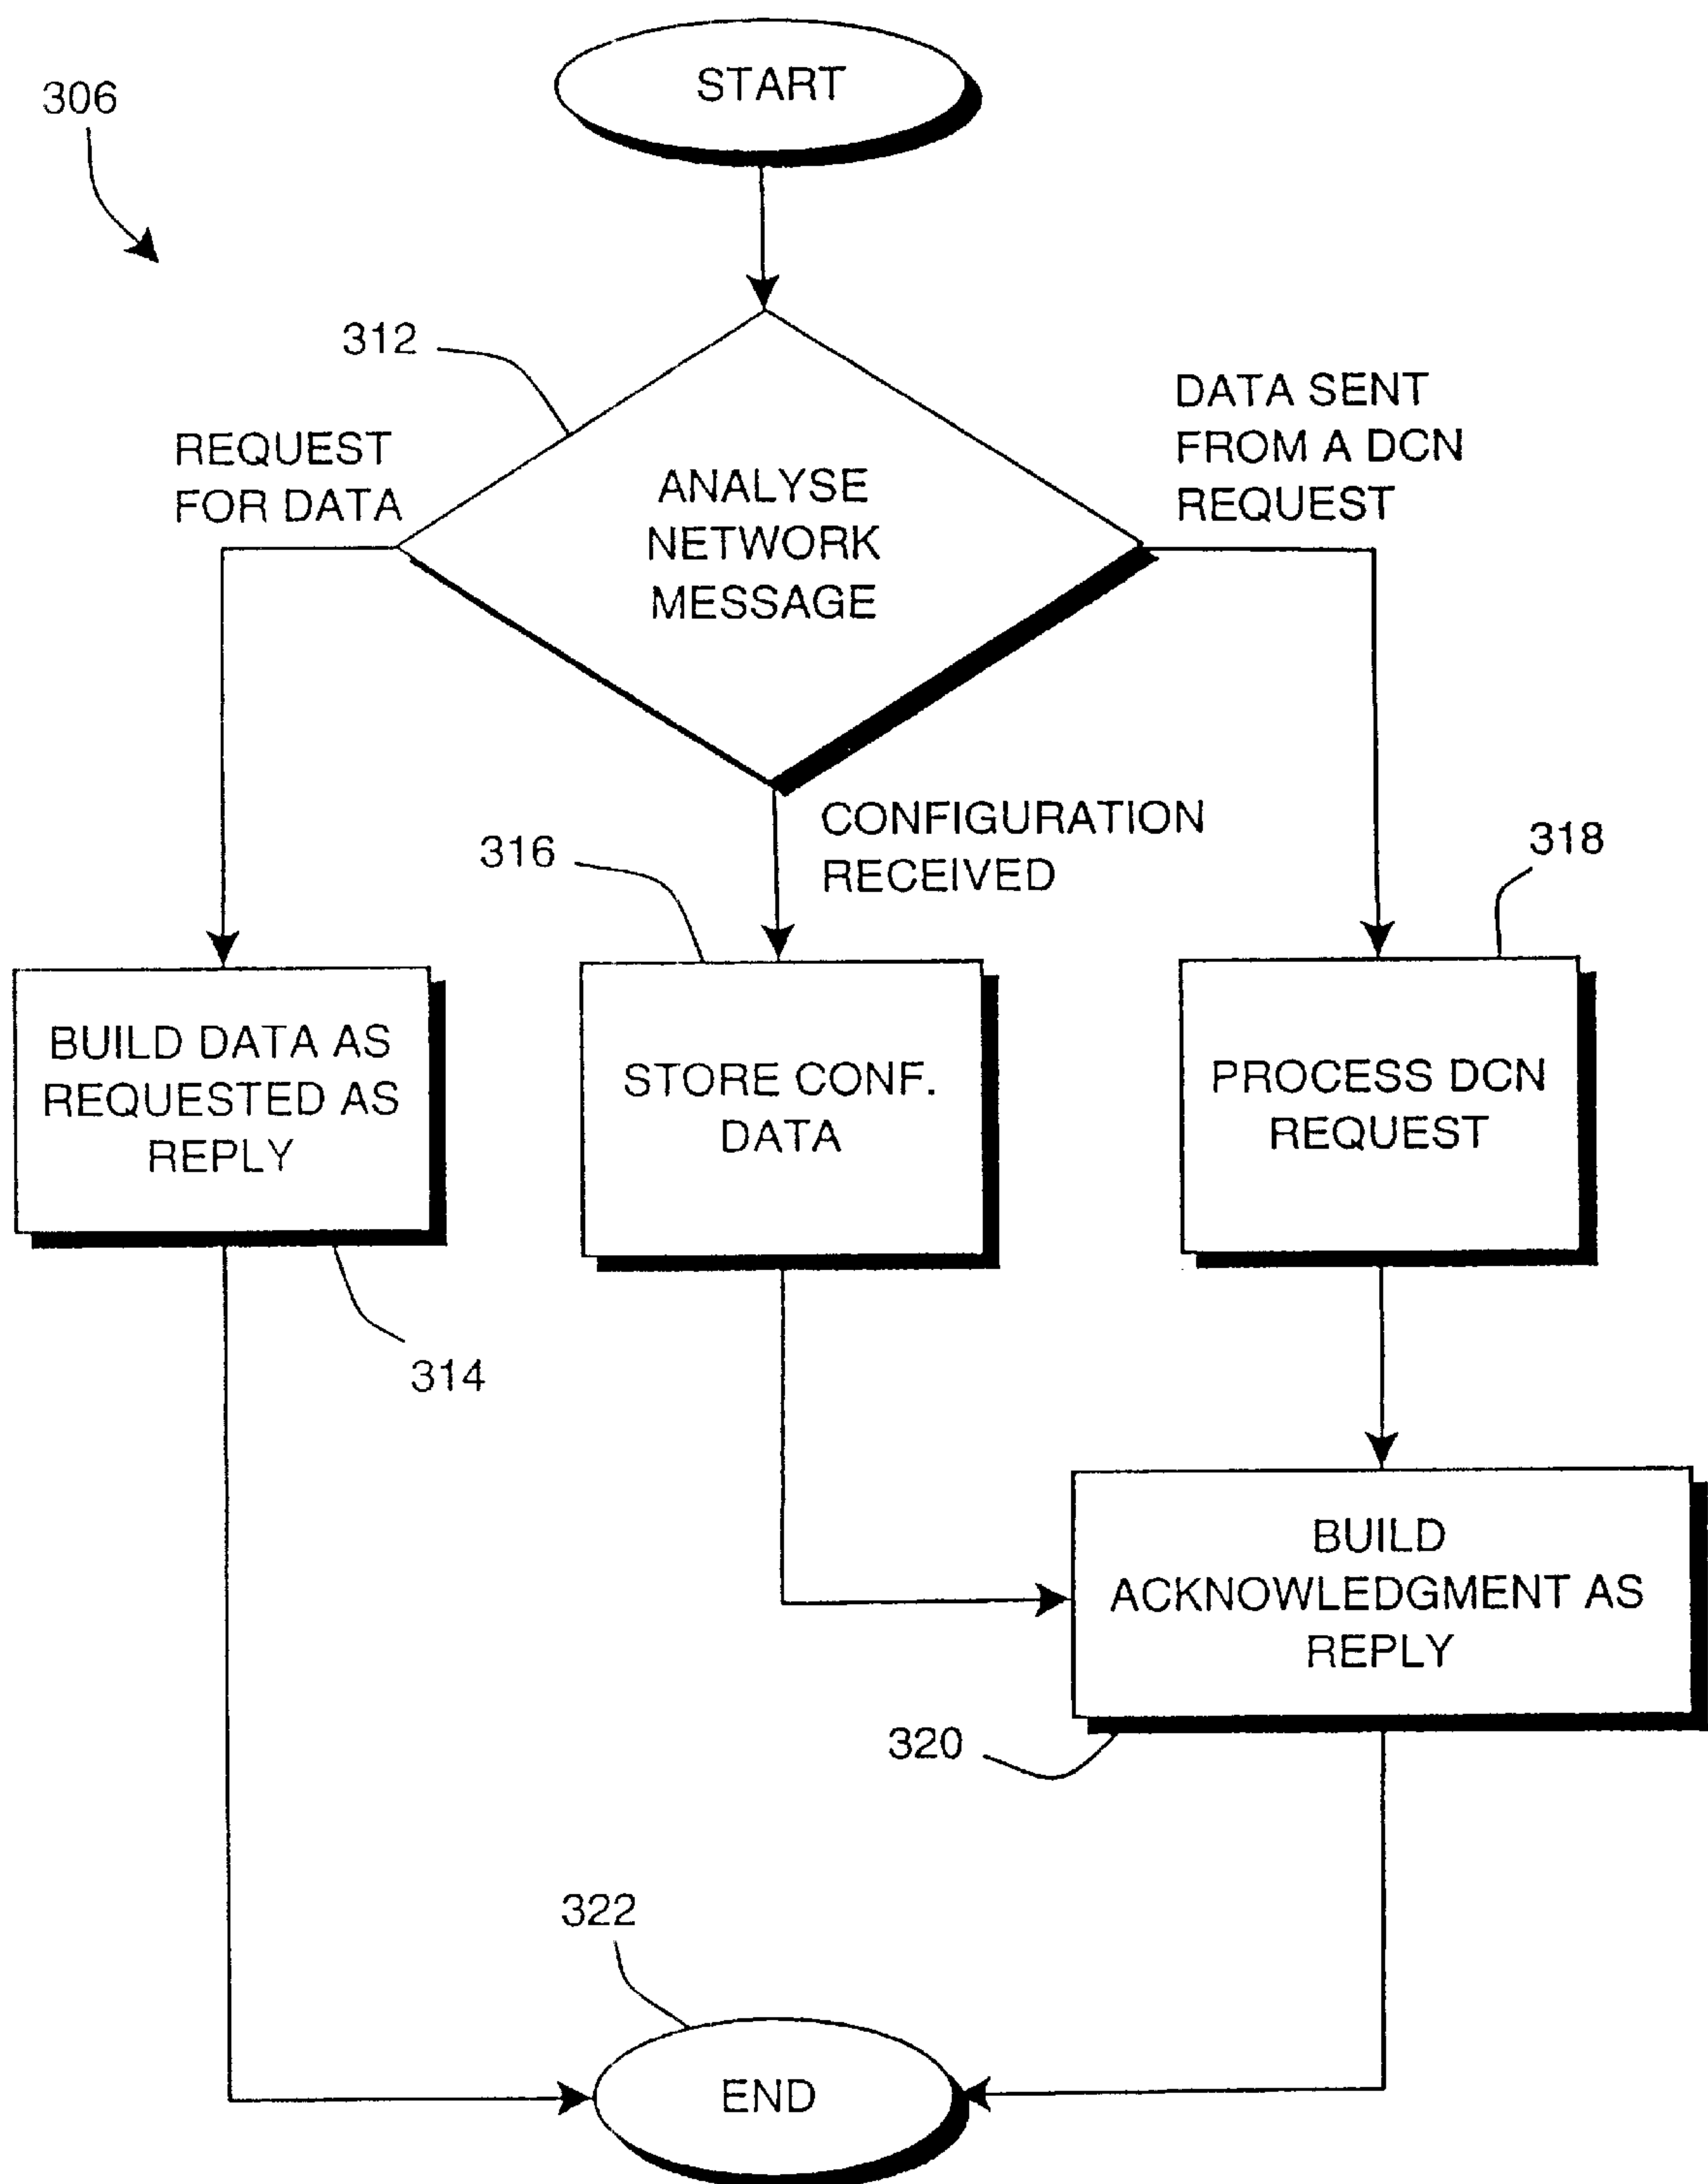 START
306
312
REQUEST
FOR DATA
ANALYSE
NETWORK
MESSAGE
DATA SENT
FROM A DCN
REQUEST
316
CONFIGURATION
RECEIVED
318
BUILD DATA AS
REQUESTED AS
REPLY
STORE CONF.
DATA
PROCESS DCN
REQUEST
314
BUILD
ACKNOWLEDGMENT AS
REPLY
320
322
END